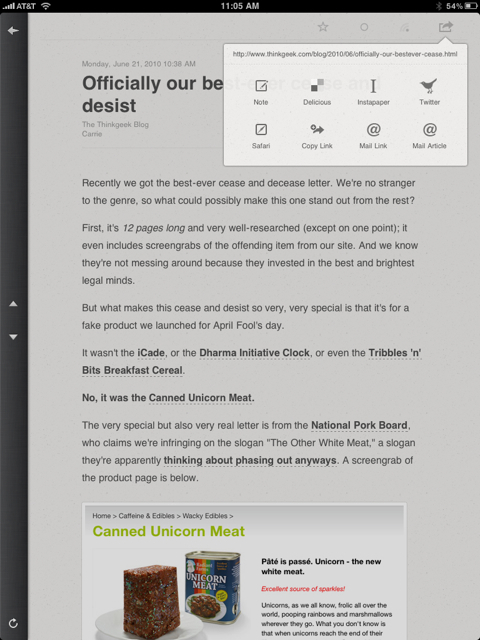 AT&T
11:05 AM
54%
http://www.thinkgeek.com/blog/2010/06/officially-our-bestever-cease.html
Note Delicious Instapaper Twitter
Safari Copy Link Mail Link Mail Article
Monday, June 21, 2010 10:38 AM
Officially our best-ever cease and
desist
The Thinkgeek Blog
Carrie
Recently we got the best-ever cease and decease letter. We're no stranger
to the genre, so what could possibly make this one stand out from the rest?
First, it's 12 pages long and very well-researched (except on one point); it
even includes screengrabs of the offending item from our site. And we know
they're not messing around because they invested in the best and brightest
legal minds.
But what makes this cease and desist so very, very special is that it's for a
fake product we launched for April Fool's day.
It wasn't the iCade, or the Dharma Initiative Clock, or even the Tribbles 'n'
Bits Breakfast Cereal.
No, it was the Canned Unicorn Meat.
The very special but also very real letter is from the National Pork Board,
who claims we're infringing on the slogan "The Other White Meat," a slogan
they're apparently thinking about phasing out anyways. A screengrab of
the product page is below.
Home > Caffeine & Edibles > Wacky Edibles >
Canned Unicorn Meat
Radiant Farms
UNICORN
MEAT
Pâté is passé. Unicorn - the new
white meat.
Excellent source of sparkles!
Unicorns, as we all know, frolic all over the
world, pooping rainbows and marshmallows
wherever they go. What you don't know is
that when unicorns reach the end of their